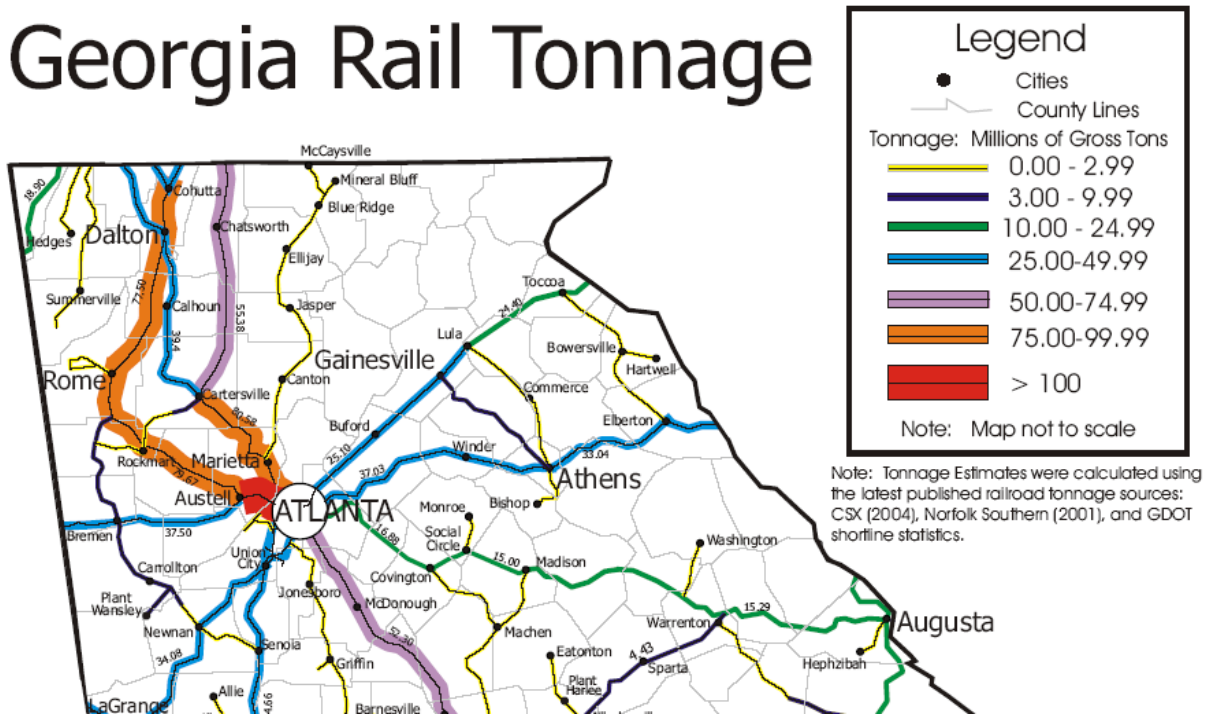 Georgia Rail Tonnage
Legend
Cities
County Lines
Tonnage: Millions of Gross Tons
0.00 - 2.99
3.00 - 9.99
10.00 - 24.99
25.00-49.99
50.00-74.99
75.00-99.99
> 100
Note: Map not to scale
Note: Tonnage Estimates were calculated using
the latest published railroad tonnage sources:
CSX (2004), Norfolk Southern (2001), and GDOT
shortline statistics.
McCaysville
Mineral Bluff
18.90
Cohutta
Blue Ridge
Hedges
Dalton
Chatsworth
Ellijay
Toccoa
77.50
Summerville
Calhoun
55.38
Jasper
24.40
39.4
Lula
Gainesville
Bowersville
Hartwell
Rome
Canton
Commerce
Cartersville
80.58
Buford
Elberton
25.10
Winder
33.04
Rockmart
Marietta
37.03
Athens
Austell
ATLANTA
Bishop
Monroe
Bremen
37.50
16.88
Social
Circle
Washington
Union
City
15.00
Madison
Carrollton
Covington
Jonesboro
Plant
Wansley
McDonough
15.29
Augusta
Newnan
52.30
Machen
Warrenton
Senoia
34.08
Griffin
Eatonton
4.43
Sparta
Hephzibah
Plant
Harlee
Allie
LaGrange
Barnesville